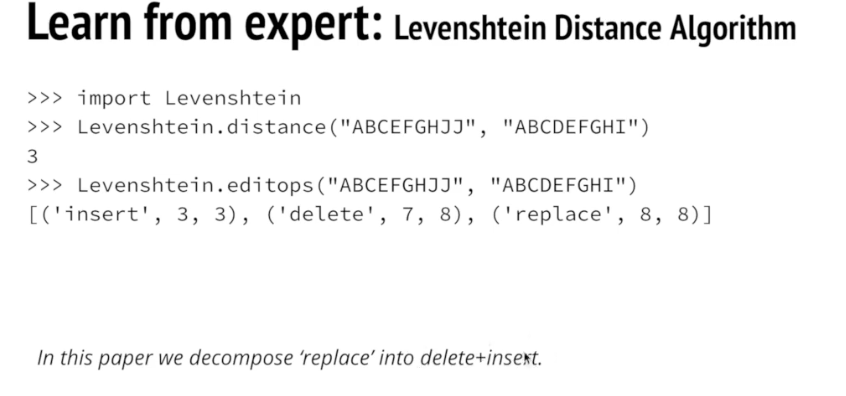 Learn from expert: Levenshtein Distance Algorithm
>>> import Levenshtein
>>> Levenshtein.distance("ABCEFGHJJ", "ABCDEFGHI")
3
>>> Levenshtein.editops("ABCEFGHJJ", "ABCDEFGHI")
[('insert', 3, 3), ('delete', 7, 8), ('replace', 8, 8)]
In this paper we decompose ‘replace’ into delete+insert.